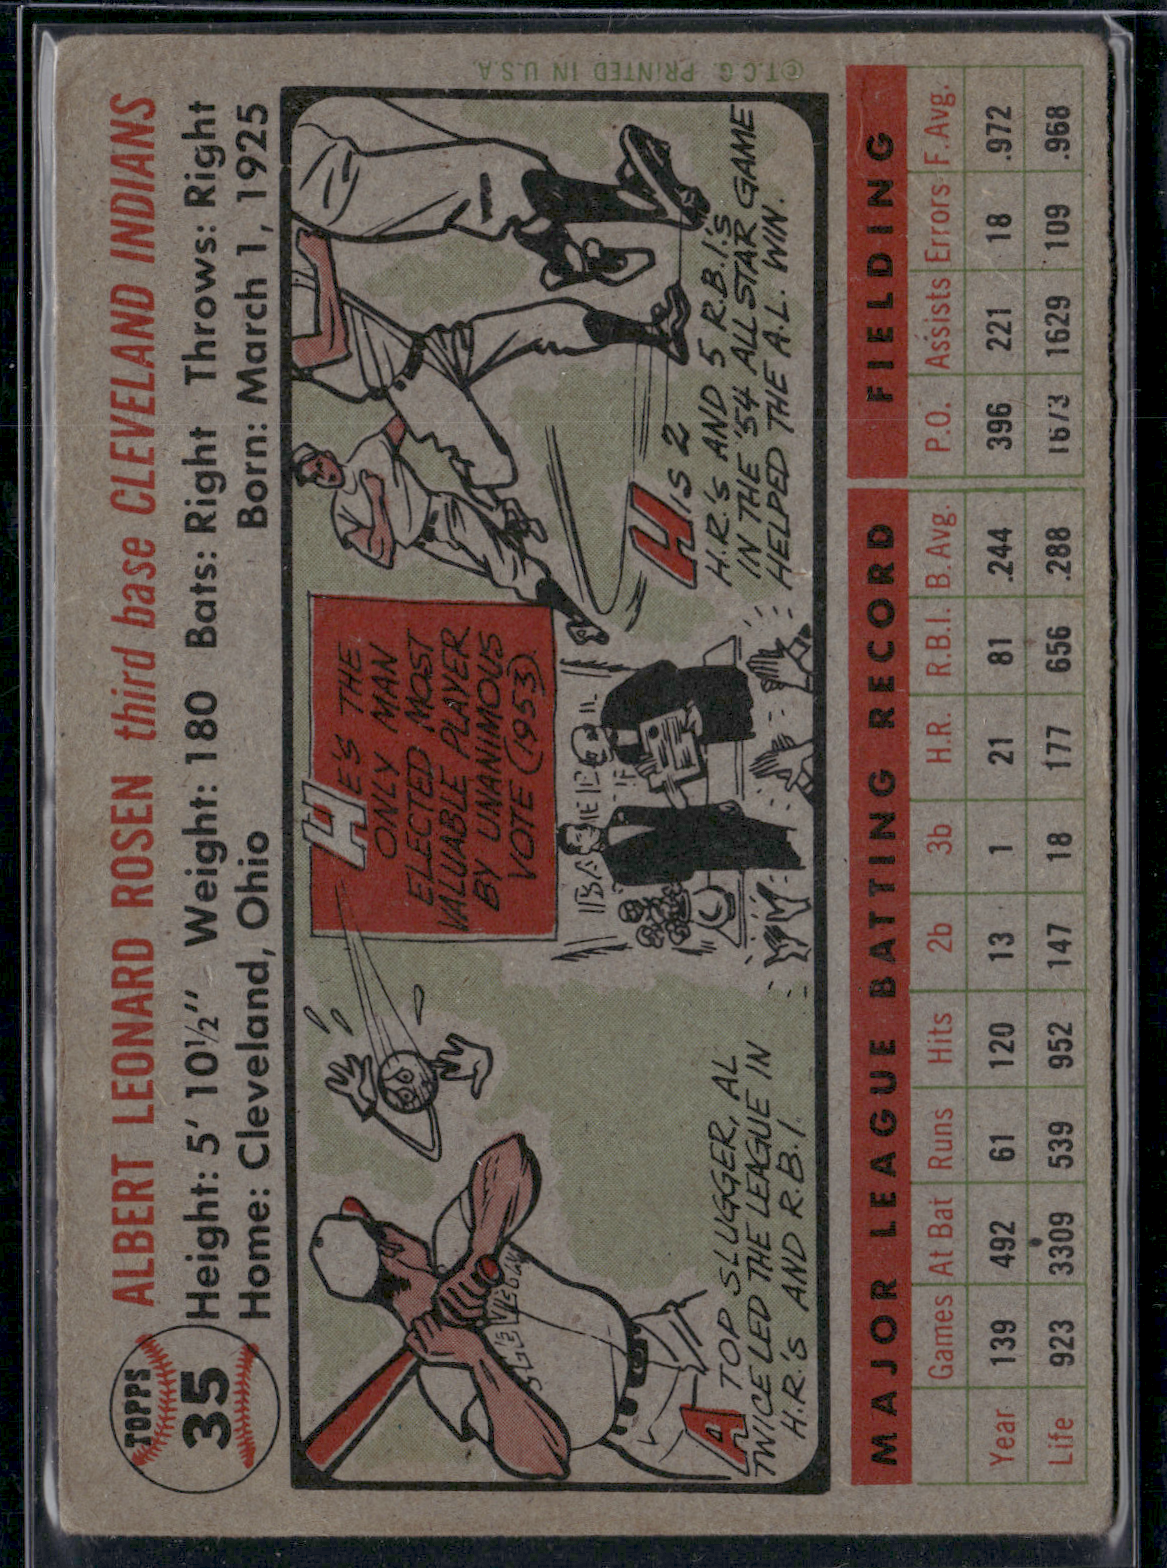 TOPPS
35
ALBERT LEONARD ROSEN third base CLEVELAND INDIANS
Height: 5' 10½" Weight: 180 Bats: Right Throws: Right
Home: Cleveland, Ohio Born: March 1, 1925
A TOP SLUGGER, AL
TWICE LED THE LEAGUE IN
H.R.'S AND R.B.I.
HE'S THE
ONLY MAN
ELECTED MOST
VALUABLE PLAYER
BY UNANIMOUS
VOTE (1953)
HIS 2 R.B.I.S
H.R.'S AND 5
IN THE '54 ALL STAR GAME
HELPED THE A.L. WIN.
©T.C.G. PRINTED IN U.S.A.
MAJOR LEAGUE BATTING RECORD FIELDING
Games At Bat Runs Hits 2b 3b H.R. R.B.I. B.Avg. P.O. Assists Errors F.Avg.
Year 139 492 61 120 13 1 21 81 .244 396 221 18 .972
Life 923 3309 539 952 147 18 177 656 .288 1673 1629 109 .968